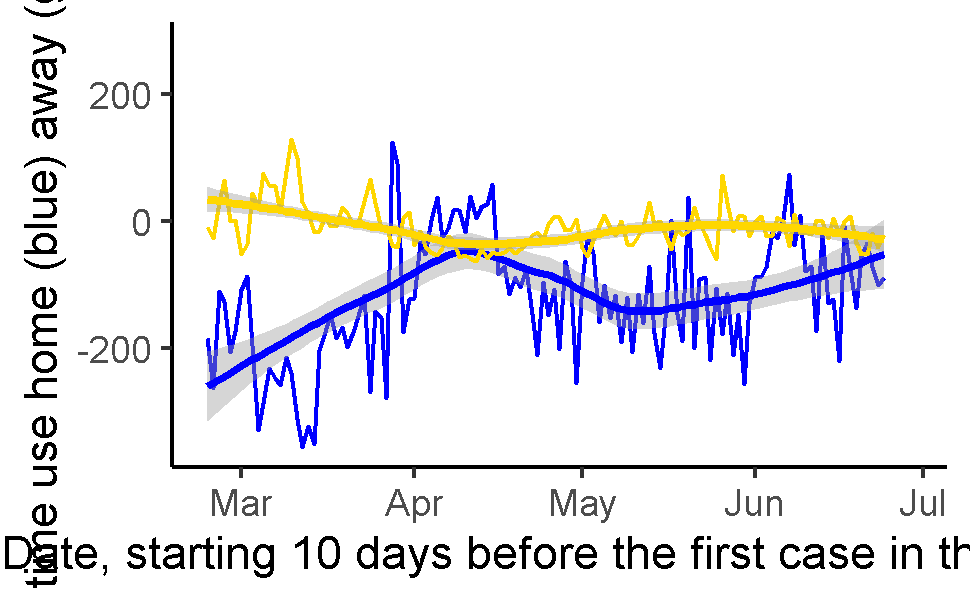 time use home (blue) away (
200
0
-200
Mar Apr May Jun Jul
Date, starting 10 days before the first case in th